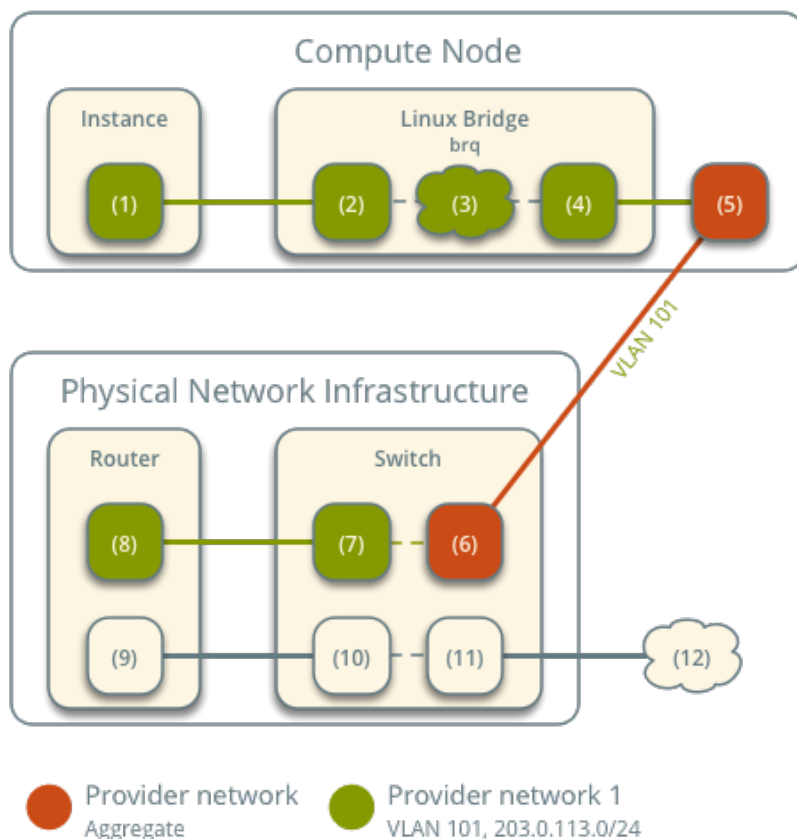 Compute Node
Instance
Linux Bridge
brq
(1)
(2)
(3)
(4)
(5)
VLAN 101
Physical Network Infrastructure
Router
Switch
(8)
(7)
(6)
(9)
(10)
(11)
(12)
Provider network
Aggregate
Provider network 1
VLAN 101, 203.0.113.0/24